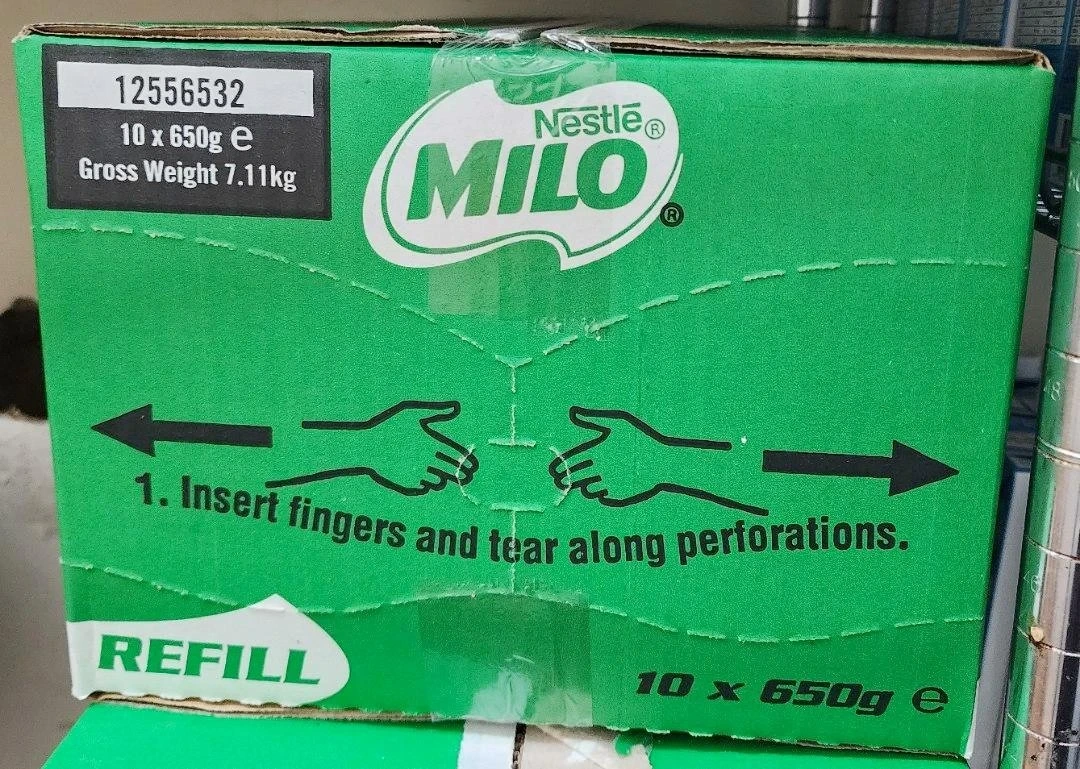 12556532
10 x 650g e
Gross Weight 7.11kg
Nestlé®
MILO®
1. Insert fingers and tear along perforations.
REFILL
10 x 650g e